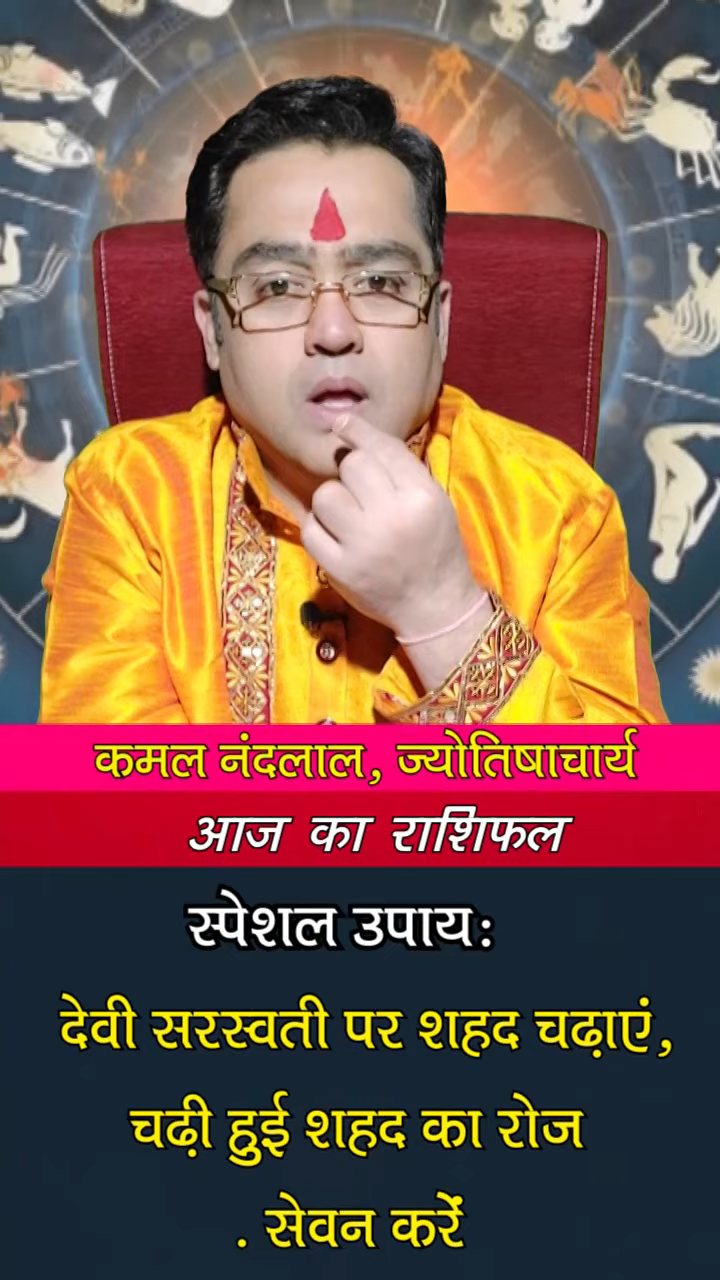 कमल नंदलाल, ज्योतिषाचार्य
आज का राशिफल
स्पेशल उपाय:
देवी सरस्वती पर शहद चढ़ाएं,
चढ़ी हुई शहद का रोज
. सेवन करें